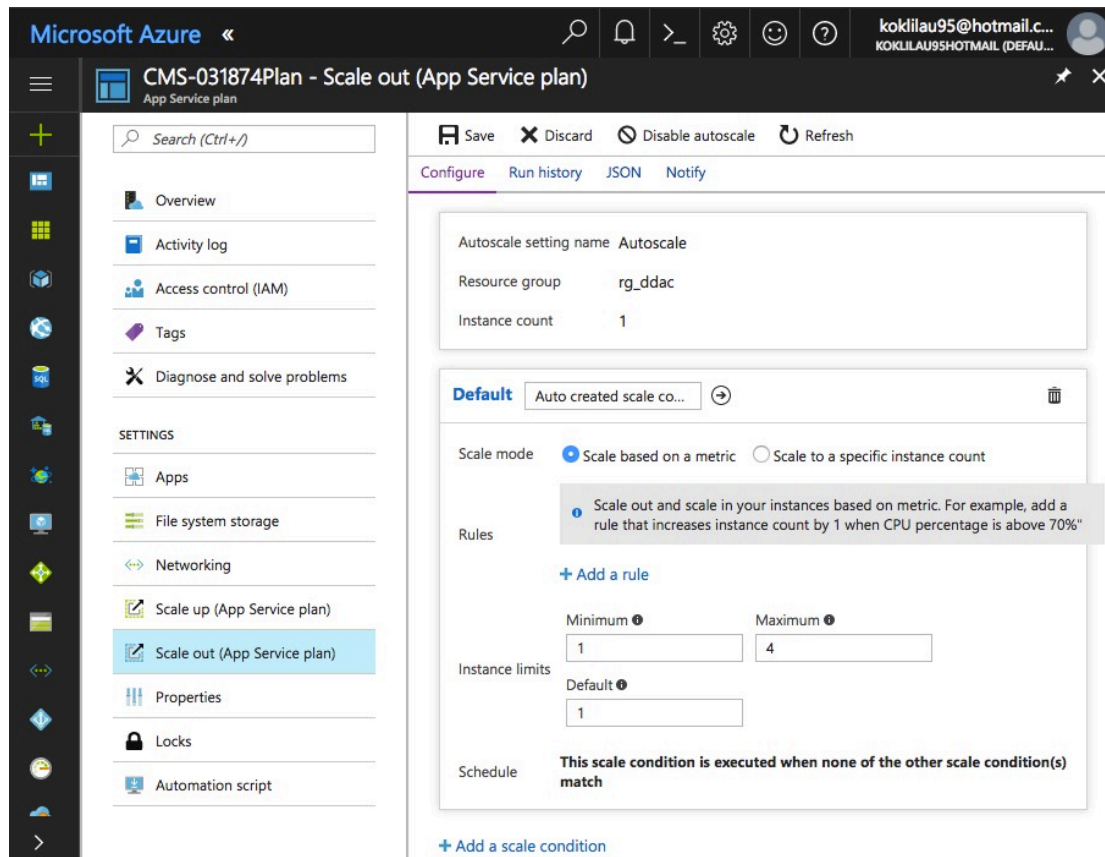 Microsoft Azure «
koklilau95@hotmail.c...
KOKLILAU95HOTMAIL (DEFAU...
CMS-031874Plan - Scale out (App Service plan)
App Service plan
Search (Ctrl+/)
Overview
Activity log
Access control (IAM)
Tags
Diagnose and solve problems
SETTINGS
Apps
File system storage
Networking
Scale up (App Service plan)
Scale out (App Service plan)
Properties
Locks
Automation script
Save Discard Disable autoscale Refresh
Configure Run history JSON Notify
Autoscale setting name Autoscale
Resource group rg_ddac
Instance count 1
Default Auto created scale co...
Scale mode Scale based on a metric Scale to a specific instance count
Rules
Scale out and scale in your instances based on metric. For example, add a
rule that increases instance count by 1 when CPU percentage is above 70%"
+ Add a rule
Instance limits
Minimum Maximum
1 4
Default
1
Schedule
This scale condition is executed when none of the other scale condition(s)
match
+ Add a scale condition
SQL